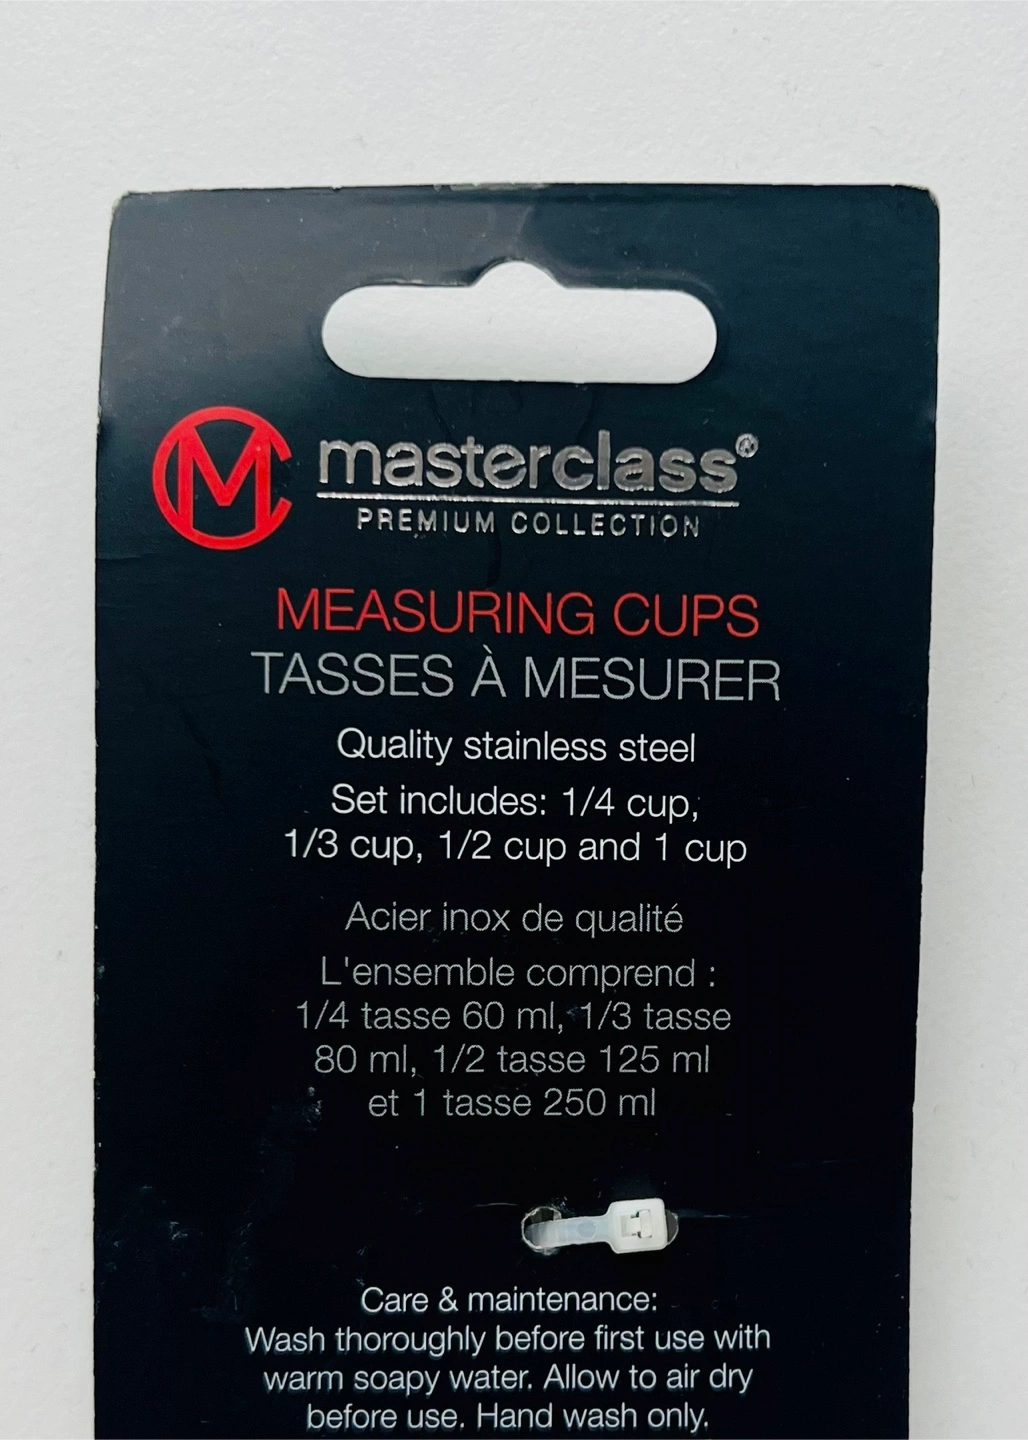 MC
masterclass®
PREMIUM COLLECTION
MEASURING CUPS
TASSES À MESURER
Quality stainless steel
Set includes: 1/4 cup,
1/3 cup, 1/2 cup and 1 cup
Acier inox de qualité
L'ensemble comprend :
1/4 tasse 60 ml, 1/3 tasse
80 ml, 1/2 tasse 125 ml
et 1 tasse 250 ml
Care & maintenance:
Wash thoroughly before first use with
warm soapy water. Allow to air dry
before use. Hand wash only.